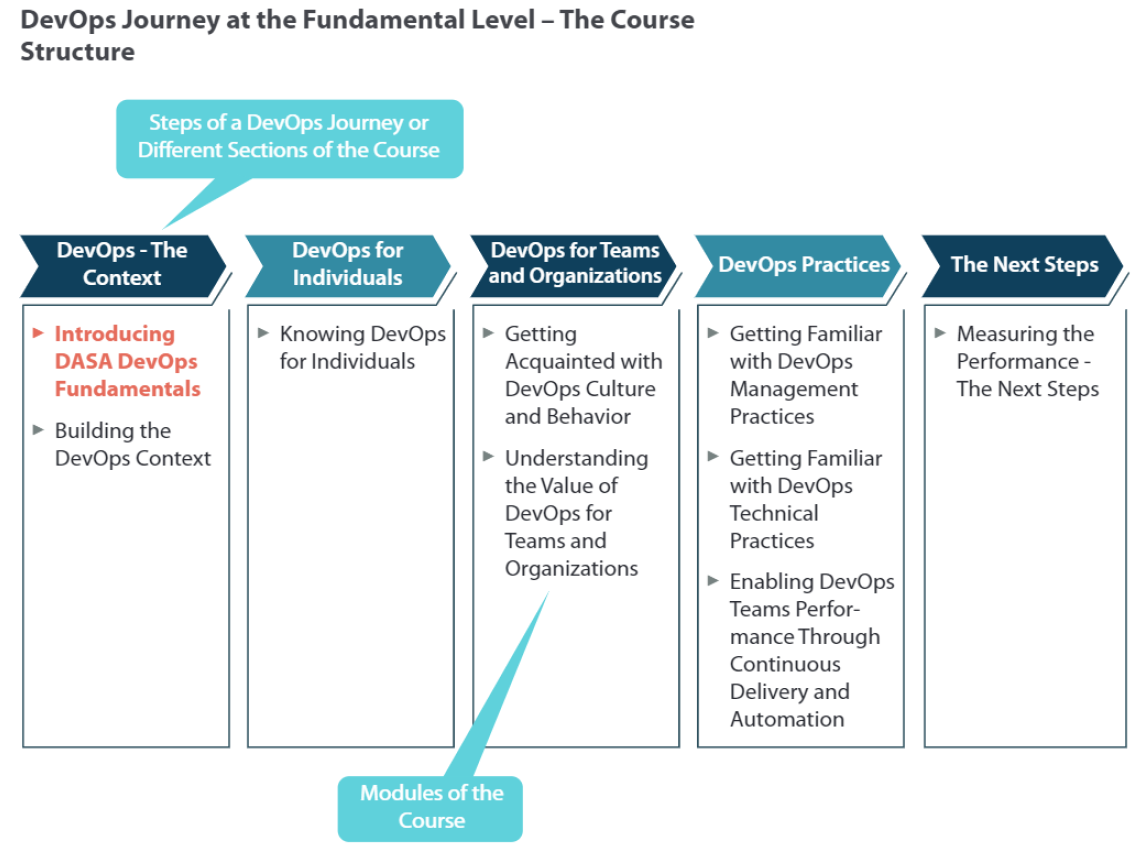 DevOps Journey at the Fundamental Level – The Course
Structure
Steps of a DevOps Journey or
Different Sections of the Course
DevOps - The
Context
Introducing
DASA DevOps
Fundamentals
Building the
DevOps Context
DevOps for
Individuals
Knowing DevOps
for Individuals
DevOps for Teams
and Organizations
Getting
Acquainted with
DevOps Culture
and Behavior
Understanding
the Value of
DevOps for
Teams and
Organizations
DevOps Practices
Getting Familiar
with DevOps
Management
Practices
Getting Familiar
with DevOps
Technical
Practices
Enabling DevOps
Teams Perfor-
mance Through
Continuous
Delivery and
Automation
The Next Steps
Measuring the
Performance -
The Next Steps
Modules of the
Course